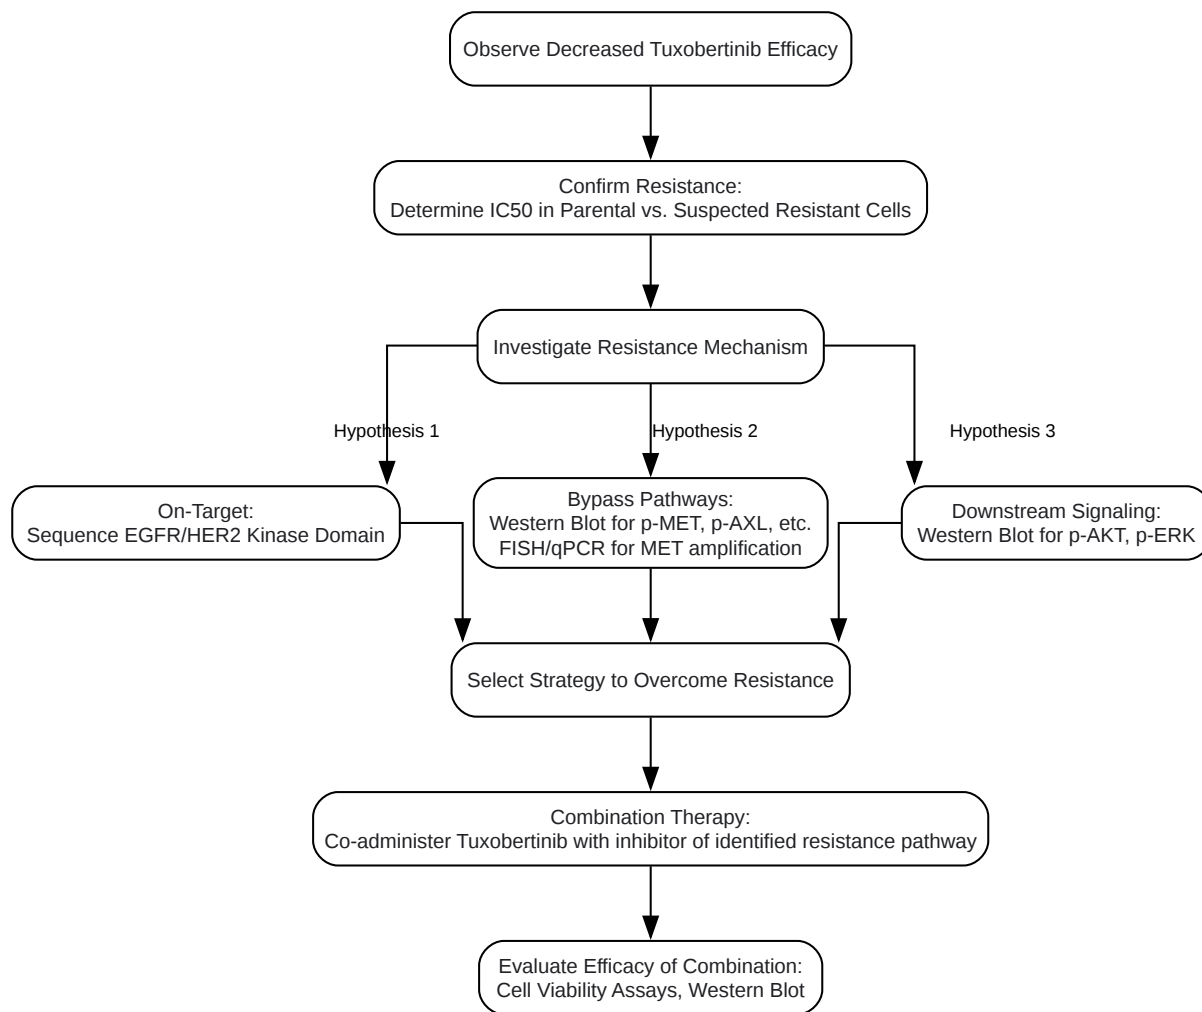 Observe Decreased Tuxobertinib Efficacy
Confirm Resistance:
Determine IC50 in Parental vs. Suspected Resistant Cells
Investigate Resistance Mechanism
Hypothesis 1
Hypothesis 2
Hypothesis 3
On-Target:
Sequence EGFR/HER2 Kinase Domain
Bypass Pathways:
Western Blot for p-MET, p-AXL, etc.
FISH/qPCR for MET amplification
Downstream Signaling:
Western Blot for p-AKT, p-ERK
Select Strategy to Overcome Resistance
Combination Therapy:
Co-administer Tuxobertinib with inhibitor of identified resistance pathway
Evaluate Efficacy of Combination:
Cell Viability Assays, Western Blot